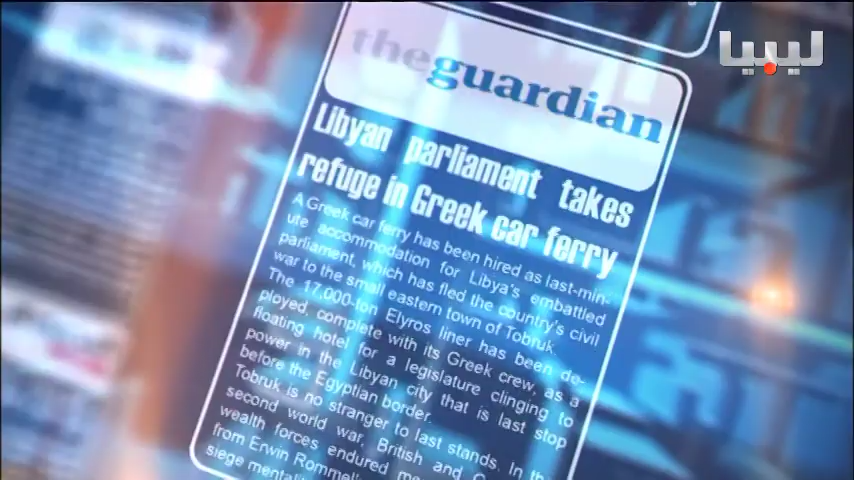 ليبيا
theguardian
Libyan parliament takes
refuge in Greek car ferry
A Greek car ferry has been hired as last-min-
ute accommodation for Libya's embattled
parliament, which has fled the country's civil
war to the small eastern town of Tobruk.
The 17,000-ton Elyros liner has been de-
ployed, complete with its Greek crew, as a
floating hotel for a legislature clinging to
power in the Libyan city that is last stop
before the Egyptian border.
Tobruk is no stranger to last stands. In the
second world war, British and
wealth forces endured
from Erwin Rommel
siege